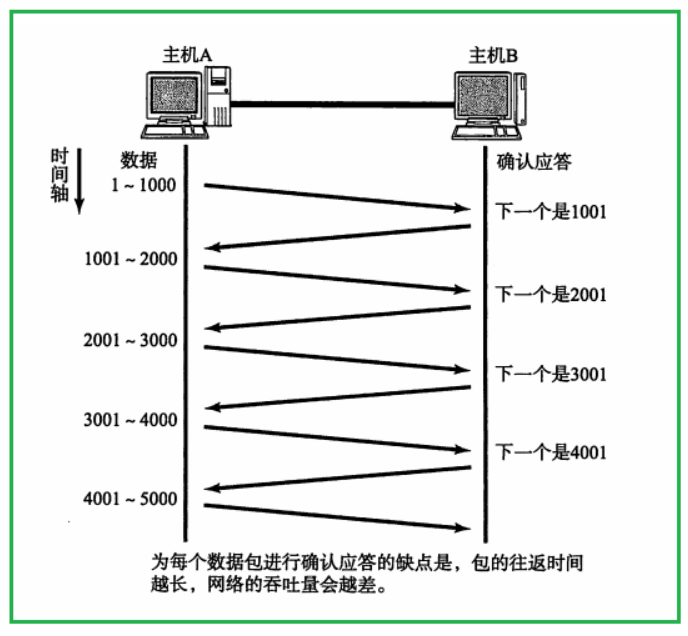 主机A
主机B
时间轴
数据
确认应答
1～1000
下一个是1001
1001～2000
下一个是2001
2001～3000
下一个是3001
3001～4000
下一个是4001
4001～5000
为每个数据包进行确认应答的缺点是，包的往返时间
越长，网络的吞吐量会越差。